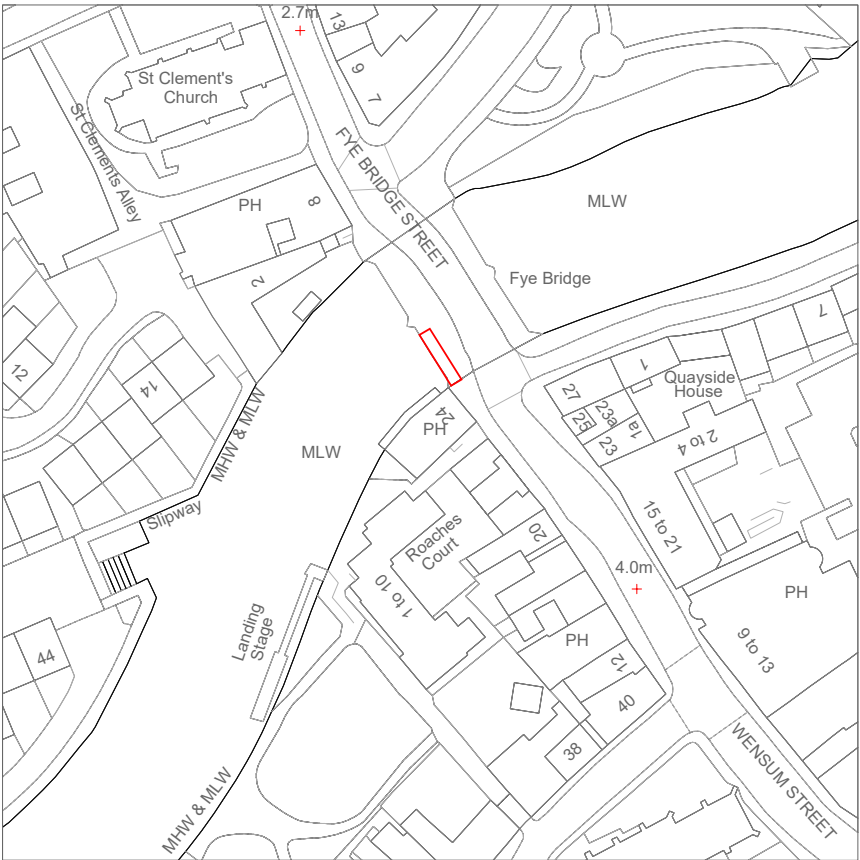 2.7m
13
9
7
St Clement's
Church
St Clements Alley
FYE BRIDGE STREET
PH
8
MLW
2
Fye Bridge
12
14
7
1
Quayside
House
27
25
23a
23
1a
2 to 4
24
PH
MHW & MLW
MLW
Slipway
15 to 21
20
Roaches
Court
1 to 10
4.0m
PH
Landing
Stage
9 to 13
PH
12
44
40
38
WENSUM STREET
MHW & MLW